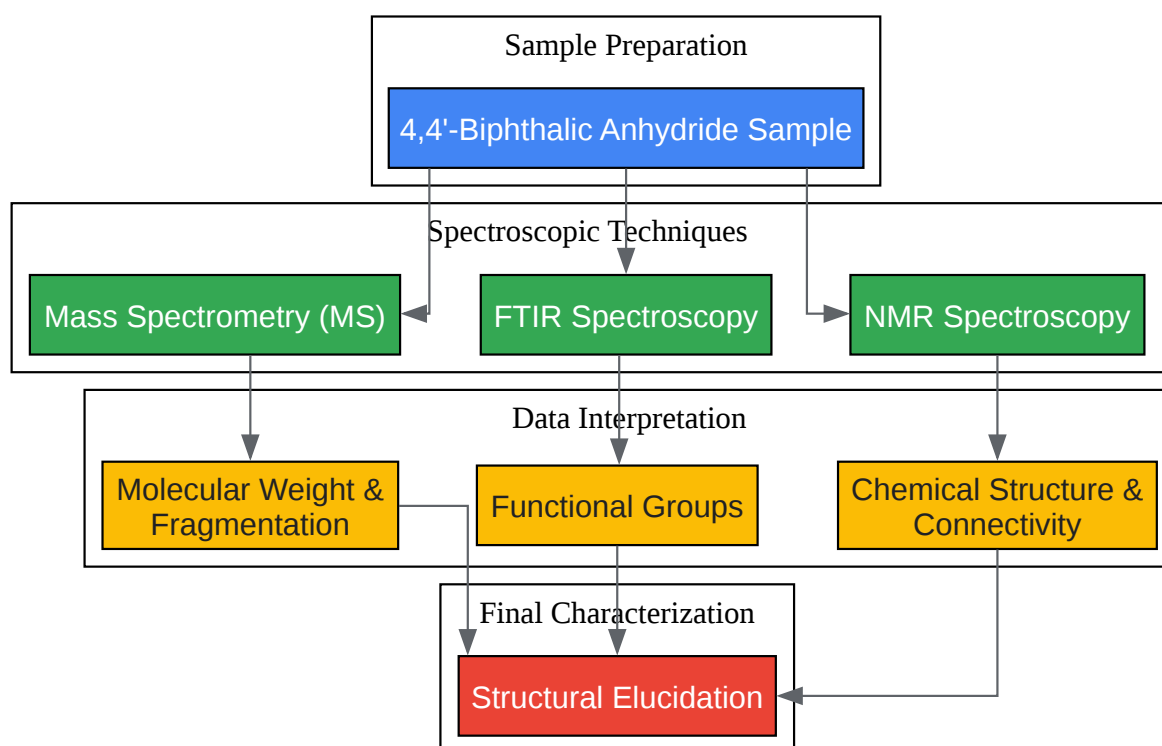 Sample Preparation
4,4'-Biphthalic Anhydride Sample
Spectroscopic Techniques
Mass Spectrometry (MS)
FTIR Spectroscopy
NMR Spectroscopy
Data Interpretation
Molecular Weight &
Fragmentation
Functional Groups
Chemical Structure &
Connectivity
Final Characterization
Structural Elucidation